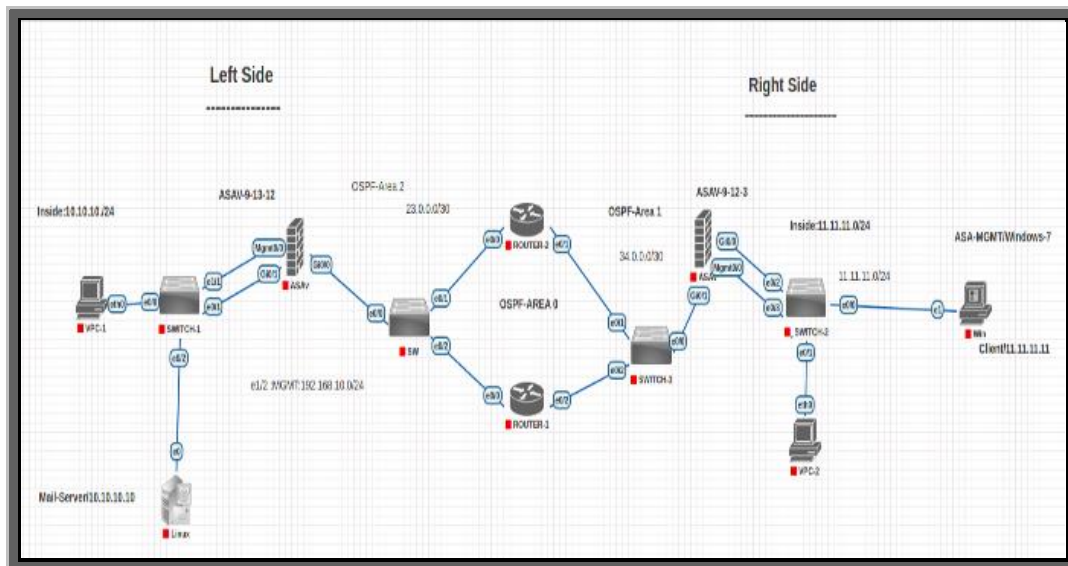 Left Side
Right Side
ASAV-9-13-12
OSPF-Area 2
23.0.0.0/30
OSPF-Area 1
ASAV-9-12-3
Inside:10.10.10./24
34.0.0.0/30
Inside:11.11.11.0/24
ASA-MGMT/Windows-7
11.11.11.0/24
Mgmt0/0
Gi0/1
Gi0/0
ASAv
e1/1
e0/1
eth0
e0/0
VPC-1
SWITCH-1
e0/2
e0/0
e0/1
e0/2
SW
e0/0
e0/1
ROUTER-2
OSPF-AREA 0
e0/0
e0/2
ROUTER-1
e0/1
e0/2
e0/0
SWITCH-3
Gi0/0
Mgmt0/0
Gi0/1
e0/2
e0/3
e0/0
SWITCH-2
e0/1
e1
Win
Client/11.11.11.11
eth0
VPC-2
e1/2 :MGMT:192.168.10.0/24
e0
Mail-Server/10.10.10.10
Linux